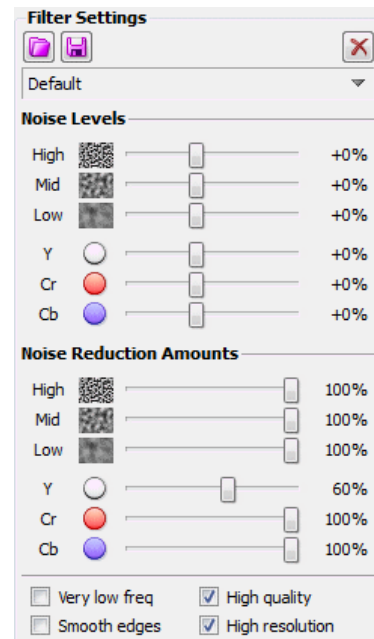 Filter Settings
Default
Noise Levels
High +0%
Mid +0%
Low +0%
Y +0%
Cr +0%
Cb +0%
Noise Reduction Amounts
High 100%
Mid 100%
Low 100%
Y 60%
Cr 100%
Cb 100%
Very low freq High quality
Smooth edges High resolution